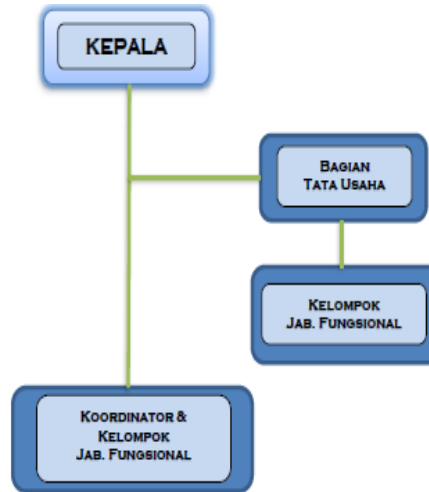 KEPALA
BAGIAN
TATA USAHA
KELOMPOK
JAB. FUNGSIONAL
KOORDINATOR &
KELOMPOK
JAB. FUNGSIONAL